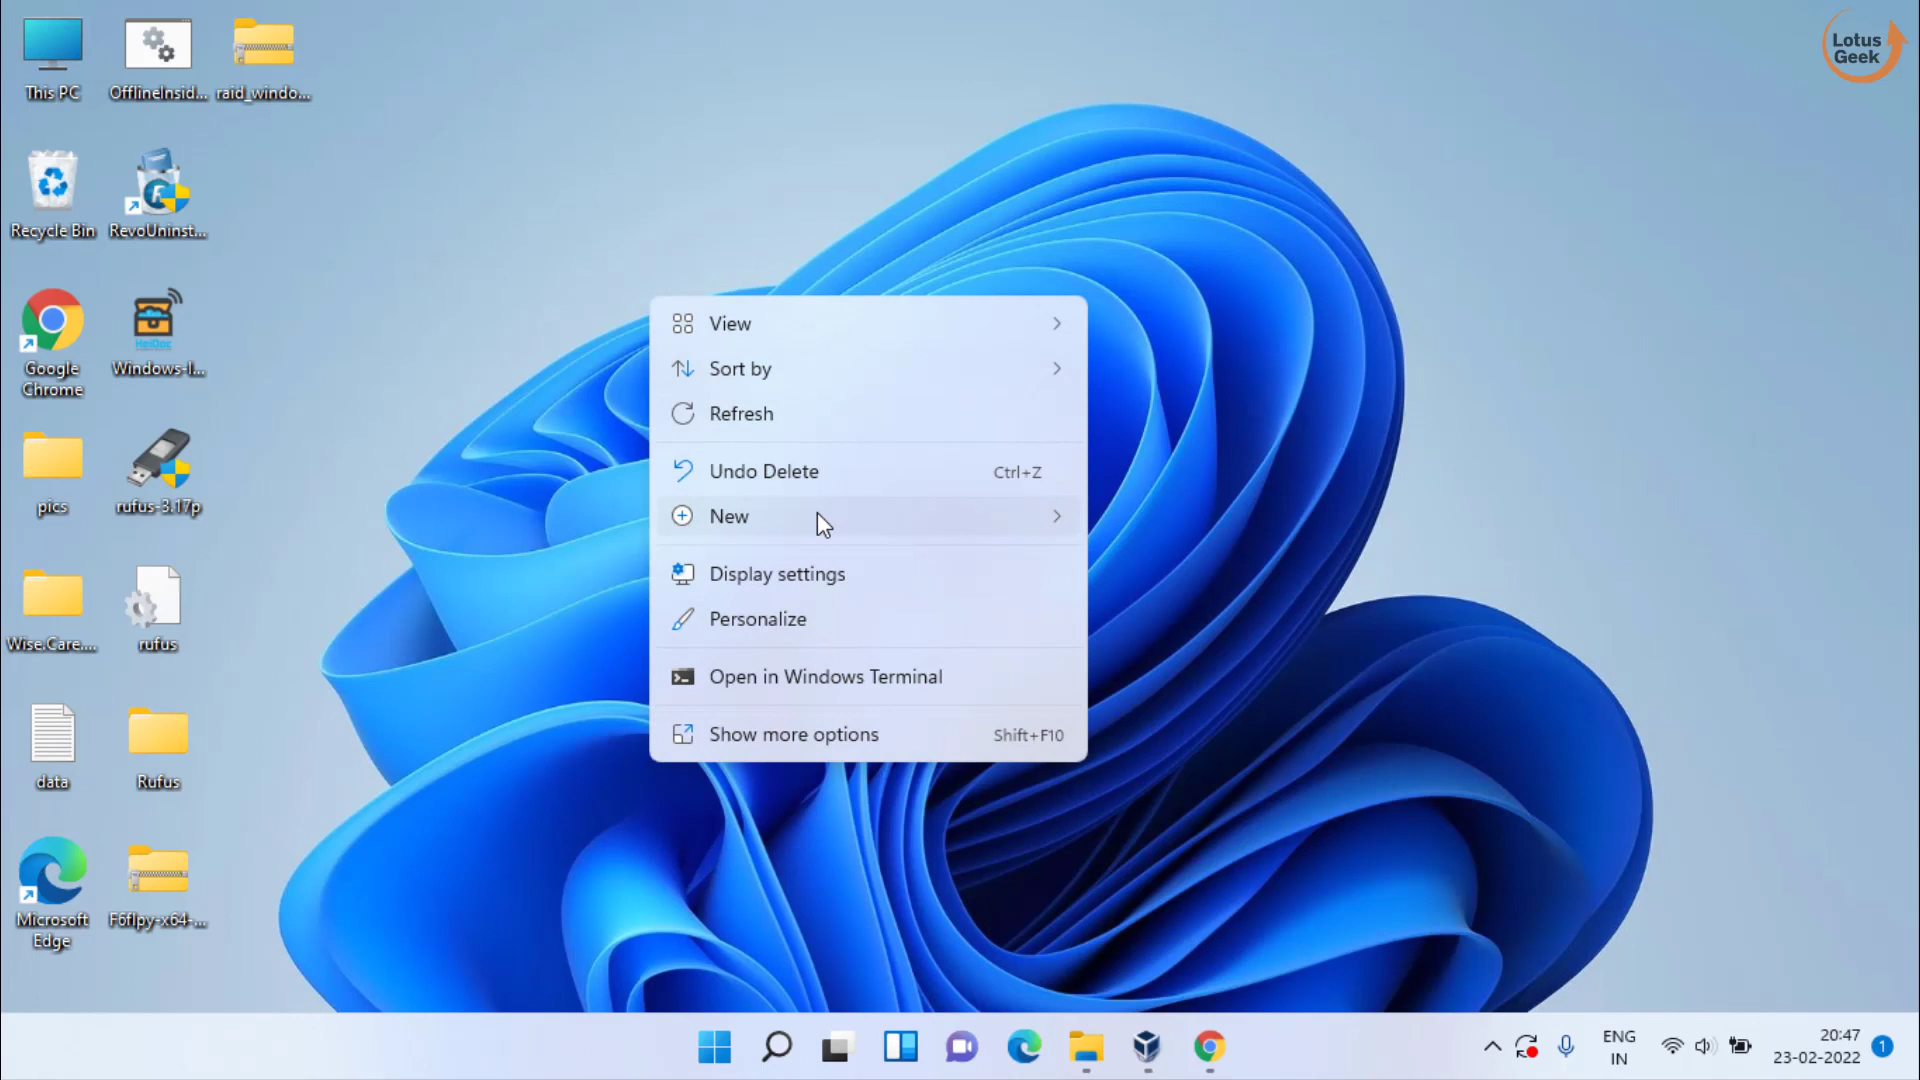 This PC
OfflineInsid...
raid_windo...
Lotus
Geek
Recycle Bin
RevoUninst...
Google
Chrome
HeiDoc
Windows-I...
pics
rufus-3.17p
Wise.Care....
rufus
data
Rufus
Microsoft
Edge
F6flpy-x64-...
View
Sort by
Refresh
Undo Delete Ctrl+Z
New
Display settings
Personalize
Open in Windows Terminal
Show more options Shift+F10
ENG
IN
20:47
23-02-2022
1